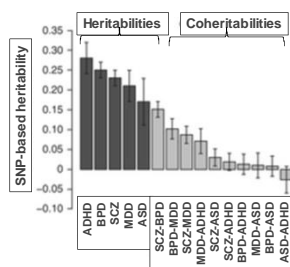 Heritabilities
Coheritabilities
SNP-based heritability
0.35
0.30
0.25
0.20
0.15
0.10
0.05
0
−0.05
−0.10
ADHD
BPD
SCZ
MDD
ASD
SCZ-BPD
BPD-MDD
SCZ-MDD
MDD-ADHD
SCZ-ASD
SCZ-ADHD
BPD-ADHD
MDD-ASD
BPD-ASD
ASD-ADHD